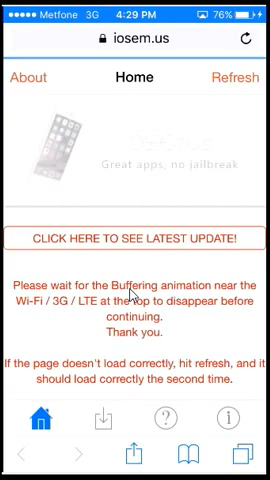 Metfone 3G 4:29 PM 76%
iosem.us
About Home Refresh
Great apps, no jailbreak
CLICK HERE TO SEE LATEST UPDATE!
Please wait for the Buffering animation near the
Wi-Fi / 3G / LTE at the top to disappear before
continuing.
Thank you.
If the page doesn't load correctly, hit refresh, and it
should load correctly the second time.